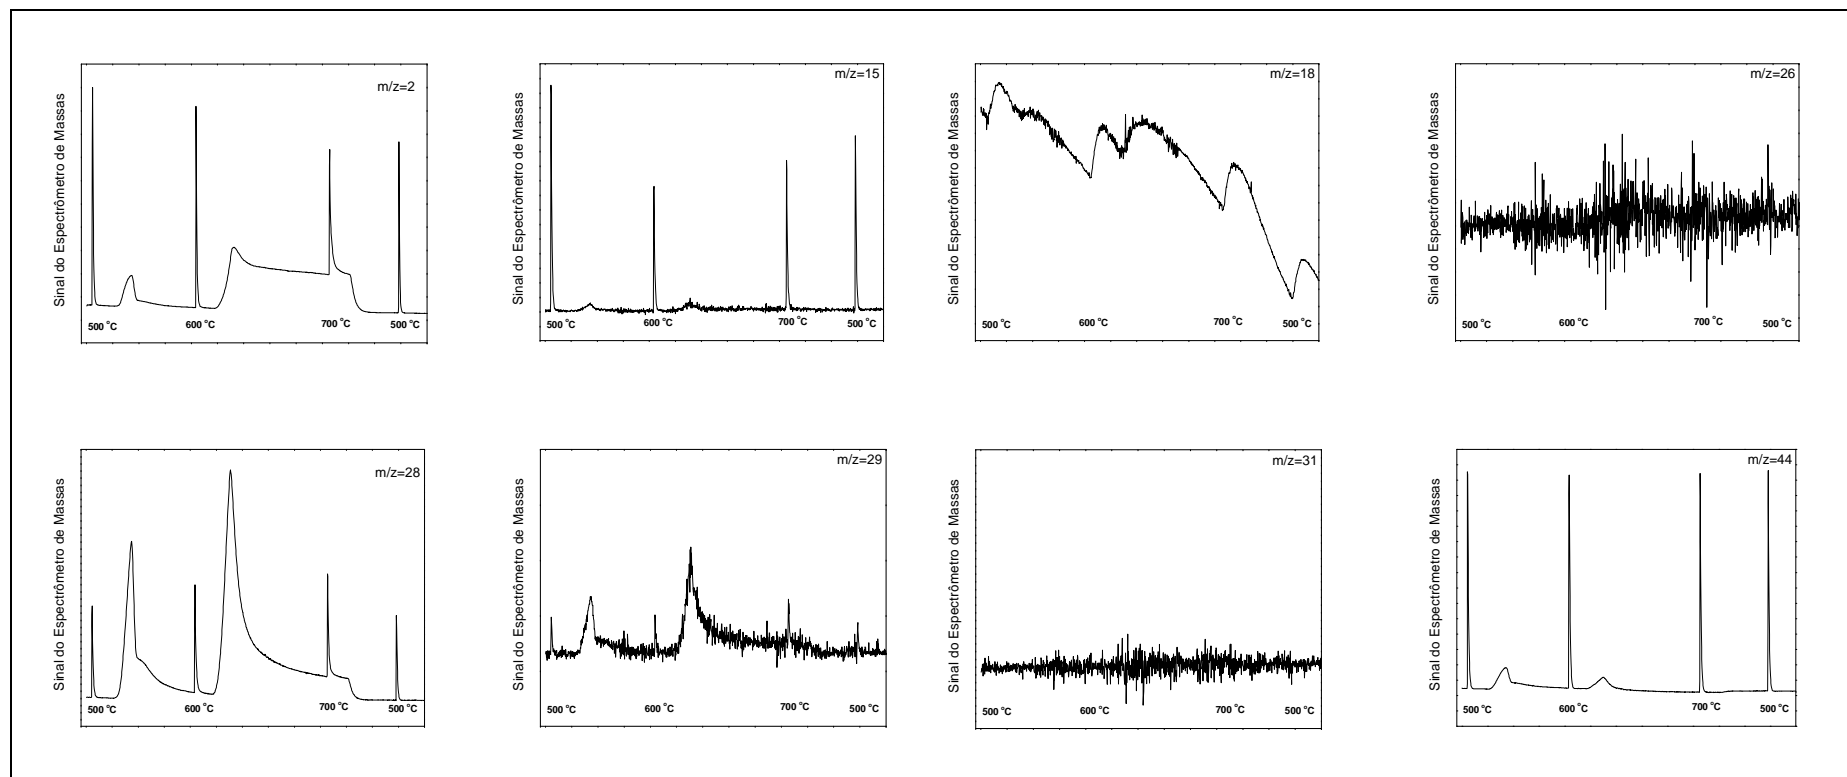 m/z=2
Sinal do Espectrômetro de Massas
500 °C 600 °C 700 °C 500 °C
m/z=15
Sinal do Espectrômetro de Massas
500 °C 600 °C 700 °C 500 °C
m/z=18
Sinal do Espectrômetro de Massas
500 °C 600 °C 700 °C 500 °C
m/z=26
Sinal do Espectrômetro de Massas
500 °C 600 °C 700 °C 500 °C
m/z=28
Sinal do Espectrômetro de Massas
500 °C 600 °C 700 °C 500 °C
m/z=29
Sinal do Espectrômetro de Massas
500 °C 600 °C 700 °C 500 °C
m/z=31
Sinal do Espectrômetro de Massas
500 °C 600 °C 700 °C 500 °C
m/z=44
Sinal do Espectrômetro de Massas
500 °C 600 °C 700 °C 500 °C